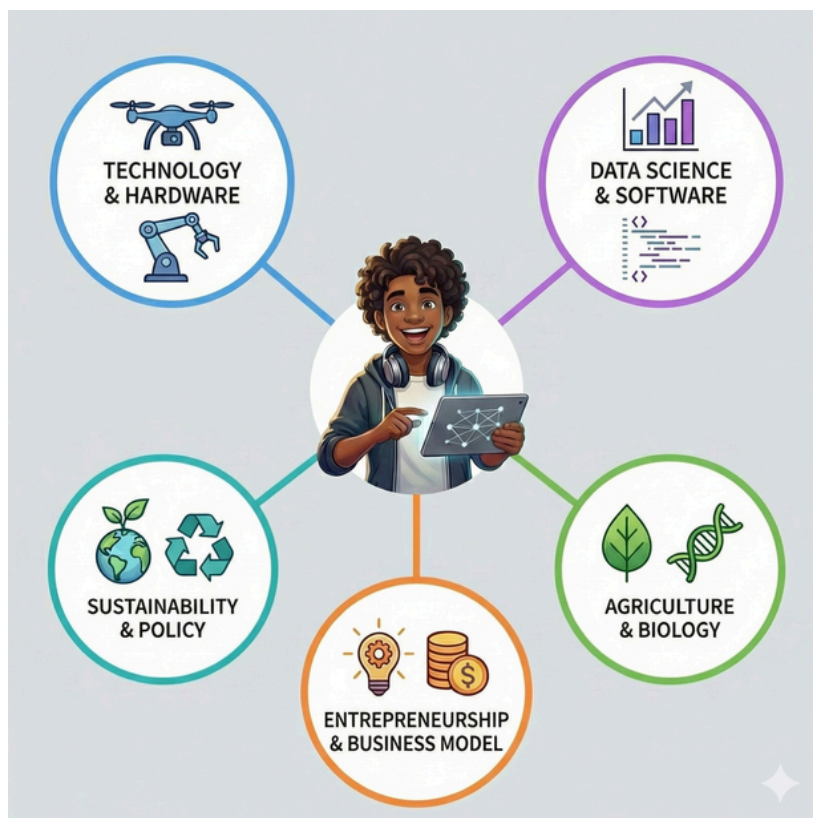 TECHNOLOGY
& HARDWARE
DATA SCIENCE
& SOFTWARE
<>
<>
SUSTAINABILITY
& POLICY
AGRICULTURE
& BIOLOGY
$
ENTREPRENEURSHIP
& BUSINESS MODEL